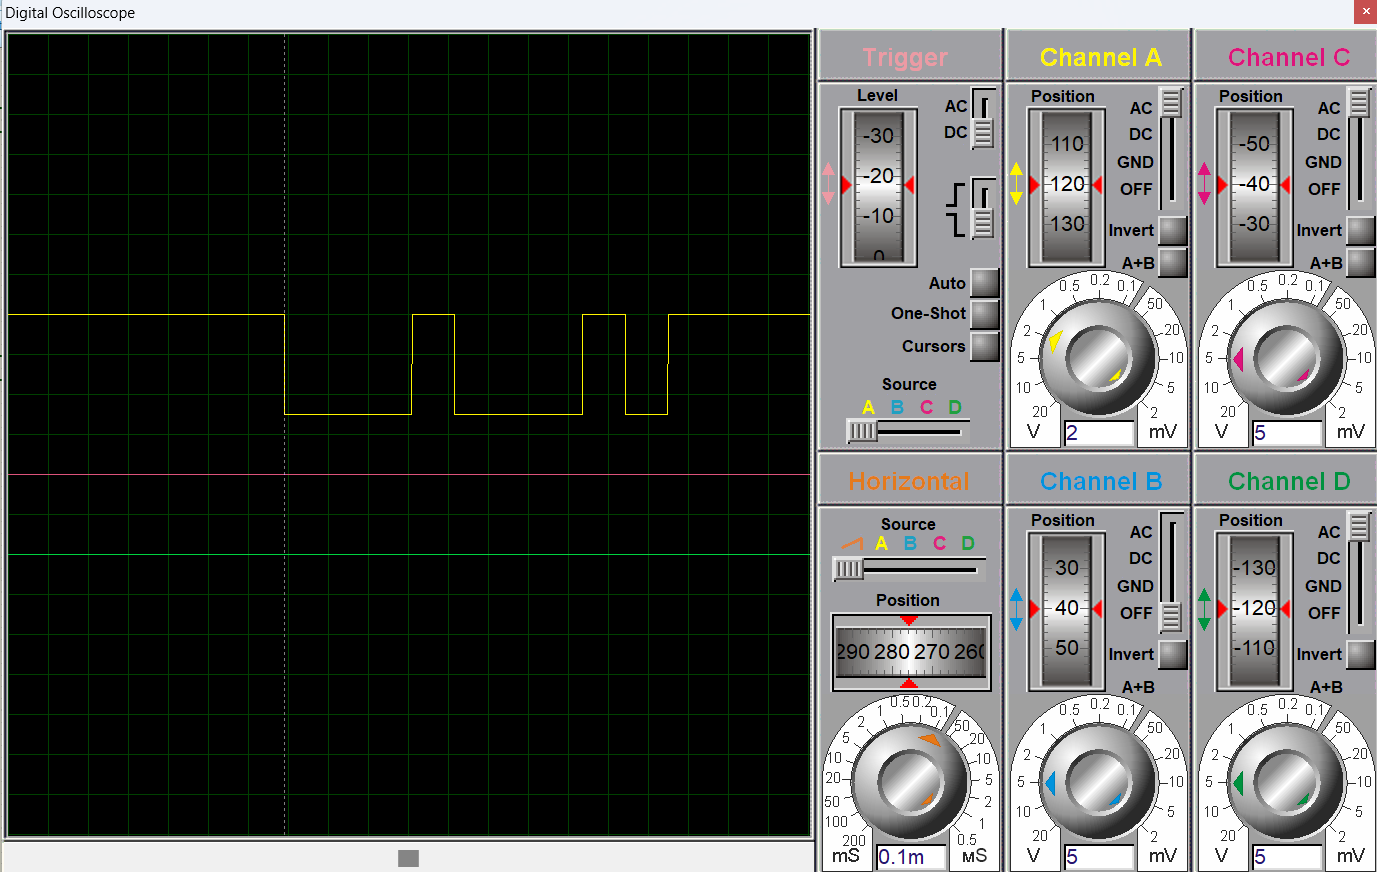 Digital Oscilloscope
Trigger
Level
-30
-20
-10
0
AC
DC
Auto
One-Shot
Cursors
Source
A B C D
Channel A
Position
110
120
130
AC
DC
GND
OFF
Invert
A+B
20 10 5 2 1 0.5 0.2 0.1 50 20 10 2
V 2 mV
Channel C
Position
-50
-40
-30
AC
DC
GND
OFF
Invert
A+B
20 10 5 2 1 0.5 0.2 0.1 50 20 10 2
V 5 mV
Horizontal
Source
A B C D
Position
290 280 270 260
200 100 50 20 10 5 2 1 0.5 0.2 0.1 50 20 10 5 2 1 0.5
mS 0.1m мS
Channel B
Position
30
40
50
AC
DC
GND
OFF
Invert
A+B
20 10 5 2 1 0.5 0.2 0.1 50 20 10 2
V 5 mV
Channel D
Position
-130
-120
-110
AC
DC
GND
OFF
Invert
A+B
20 10 5 2 1 0.5 0.2 0.1 50 20 10 2
V 5 mV